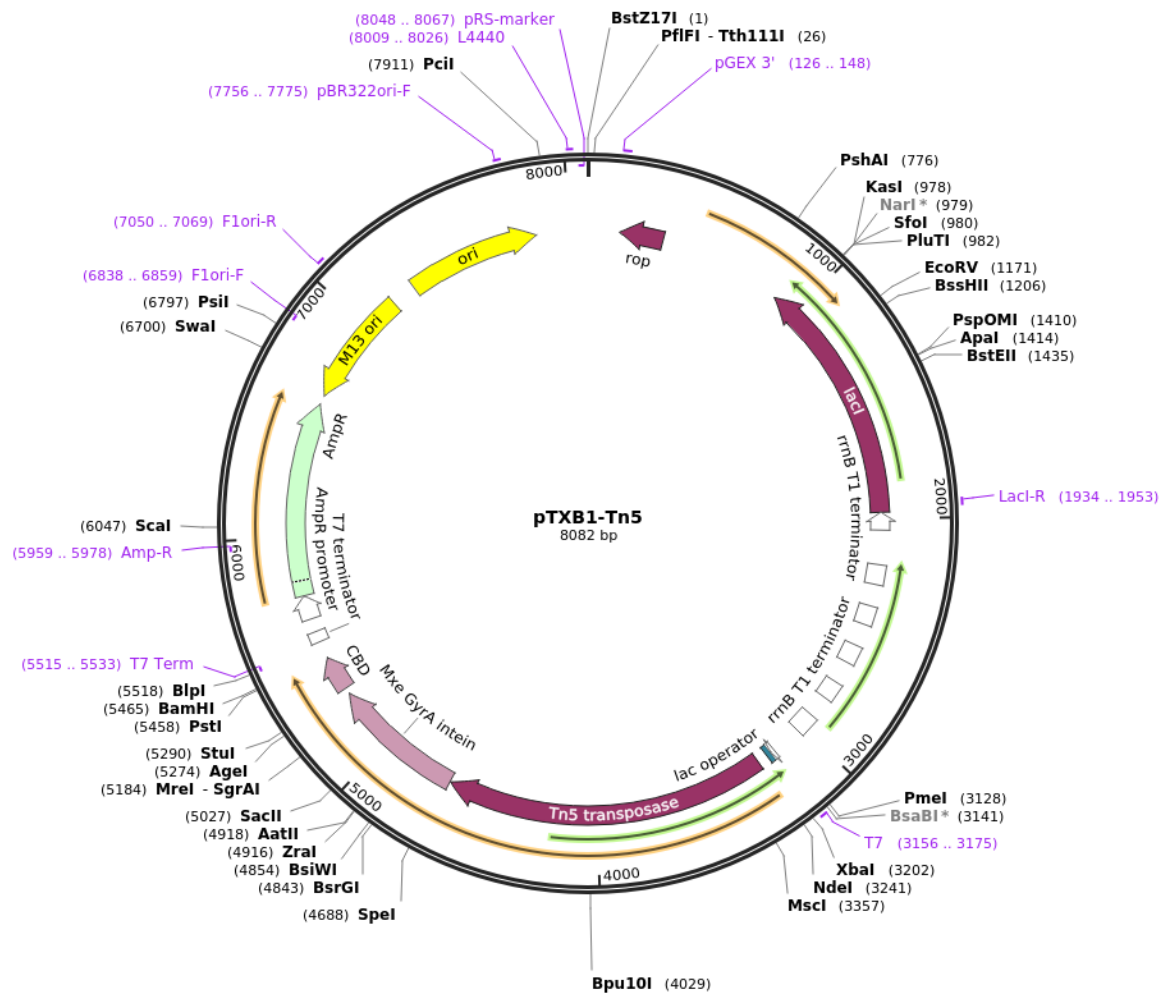 (8048 .. 8067) pRS-marker
(8009 .. 8026) L4440
(7911) PciI
(7756 .. 7775) pBR322ori-F
BstZ17I (1)
PflFI - Tth111I (26)
pGEX 3' (126 .. 148)
PshAI (776)
KasI (978)
NarI * (979)
SfoI (980)
PluTI (982)
EcoRV (1171)
BssHII (1206)
PspOMI (1410)
ApaI (1414)
BstEII (1435)
LacI-R (1934 .. 1953)
PmeI (3128)
BsaBI * (3141)
T7 (3156 .. 3175)
XbaI (3202)
NdeI (3241)
MscI (3357)
Bpu10I (4029)
(4688) SpeI
(4843) BsrGI
(4854) BsiWI
(4916) ZraI
(4918) AatII
(5027) SacII
(5184) MreI - SgrAI
(5274) AgeI
(5290) StuI
(5458) PstI
(5465) BamHI
(5518) BlpI
(5515 .. 5533) T7 Term
(5959 .. 5978) Amp-R
(6047) ScaI
(6700) SwaI
(6797) PsiI
(6838 .. 6859) F1ori-F
(7050 .. 7069) F1ori-R
8000
1000
2000
3000
4000
5000
6000
7000
rop
lacI
rrnB T1 terminator
rrnB T1 terminator
lac operator
Tn5 transposase
Mxe GyrA intein
CBD
T7 terminator
AmpR promoter
AmpR
M13 ori
ori
pTXB1-Tn5
8082 bp